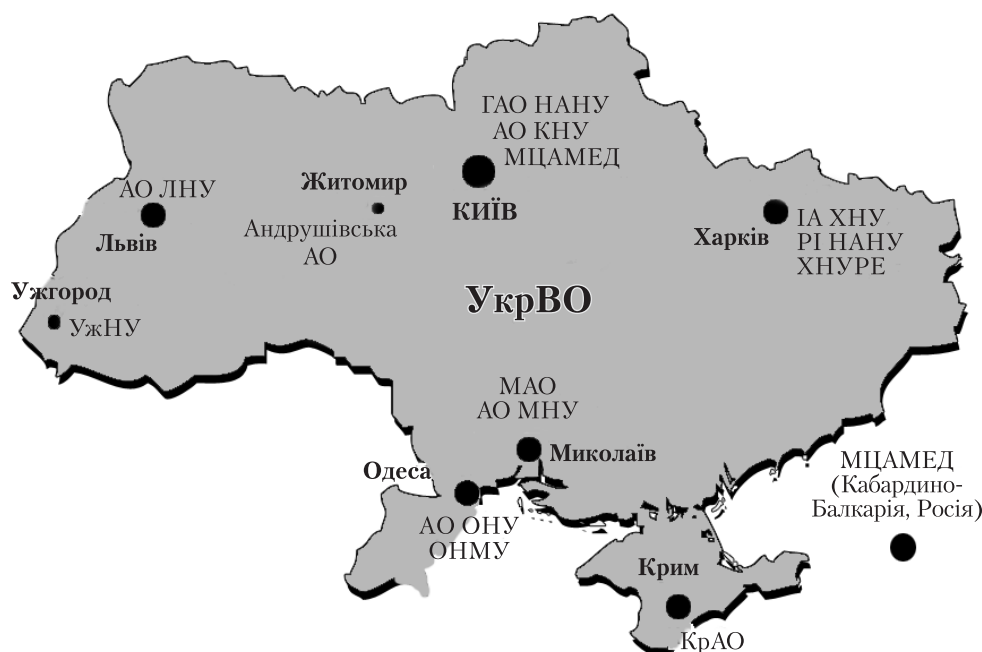 ГАО НАНУ
АО КНУ
МЦАМЕД
КИЇВ
Житомир
Андрушівська
АО
АО ЛНУ
Львів
Ужгород
УжНУ
Харків
ІА ХНУ
РІ НАНУ
ХНУРЕ
УкрВО
МАО
АО МНУ
Миколаїв
Одеса
АО ОНУ
ОНМУ
МЦАМЕД
(Кабардино-
Балкарія, Росія)
Крим
КрАО